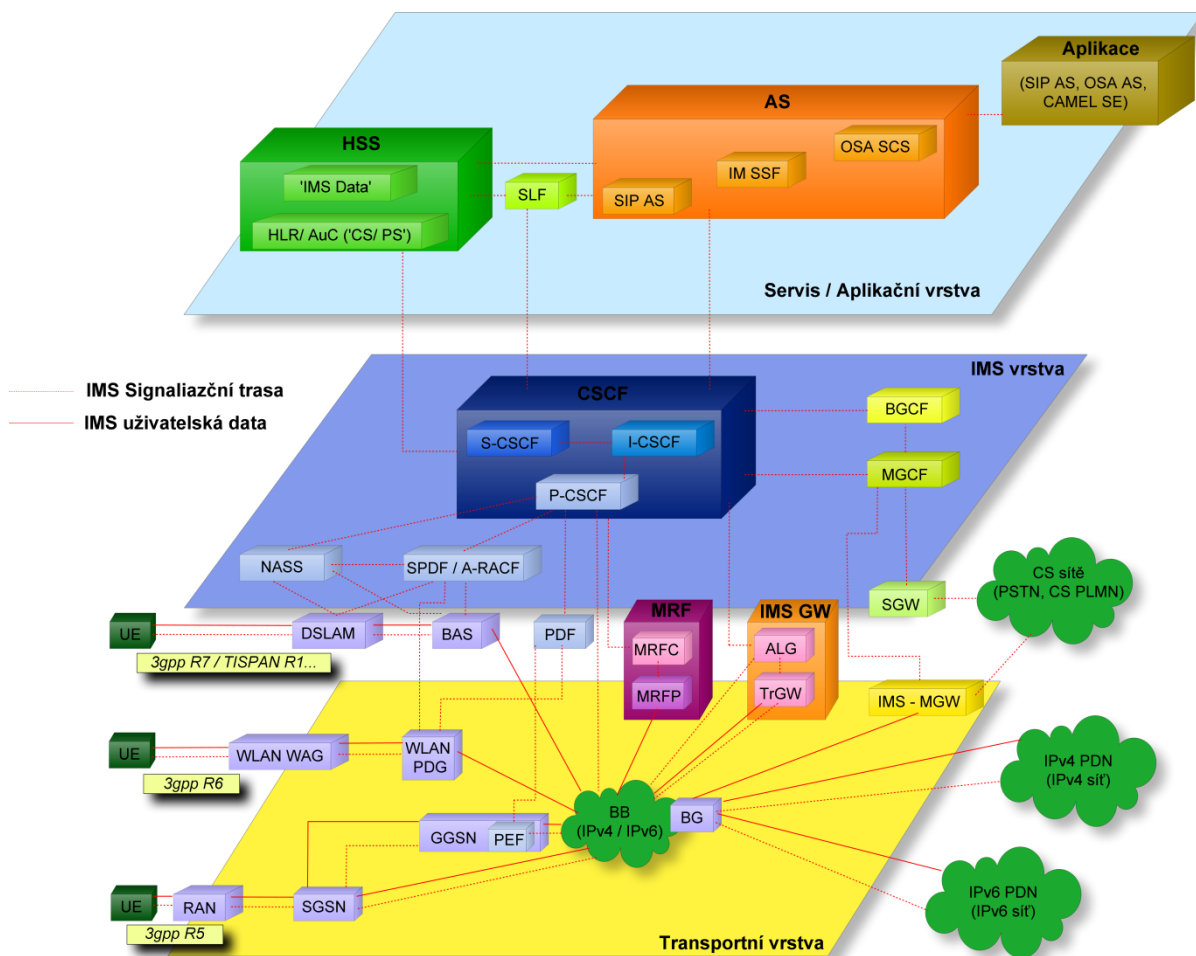 Aplikace
(SIP AS, OSA AS,
CAMEL SE)
AS
OSA SCS
IM SSF
SIP AS
HSS
'IMS Data'
HLR/ AuC ('CS/ PS')
SLF
Servis / Aplikační vrstva
IMS Signaliazční trasa
IMS uživatelská data
IMS vrstva
CSCF
S-CSCF
I-CSCF
P-CSCF
BGCF
MGCF
NASS
SPDF / A-RACF
SGW
CS sítě
(PSTN, CS PLMN)
UE
DSLAM
BAS
PDF
3gpp R7 / TISPAN R1...
MRF
MRFC
MRFP
IMS GW
ALG
TrGW
IMS - MGW
UE
WLAN WAG
WLAN
PDG
3gpp R6
IPv4 PDN
(IPv4 síť)
BB
(IPv4 / IPv6)
BG
GGSN
PEF
IPv6 PDN
(IPv6 síť)
UE
RAN
SGSN
3gpp R5
Transportní vrstva